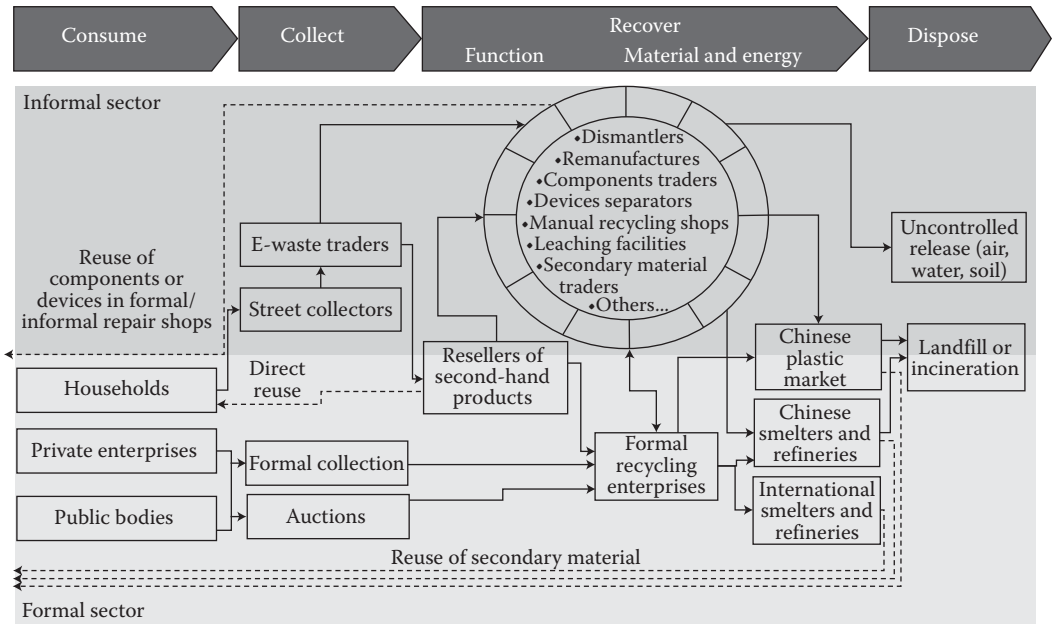 Consume
Collect
Recover
Function
Material and energy
Dispose
Informal sector
•Dismantlers
•Remanufactures
•Components traders
•Devices separators
•Manual recycling shops
•Leaching facilities
•Secondary material
traders
•Others...
E-waste traders
Street collectors
Uncontrolled
release (air,
water, soil)
Reuse of
components or
devices in formal/
informal repair shops
Households
Direct
reuse
Resellers of
second-hand
products
Chinese
plastic
market
Landfill or
incineration
Private enterprises
Formal collection
Formal
recycling
enterprises
Chinese
smelters and
refineries
Public bodies
Auctions
International
smelters and
refineries
Reuse of secondary material
Formal sector